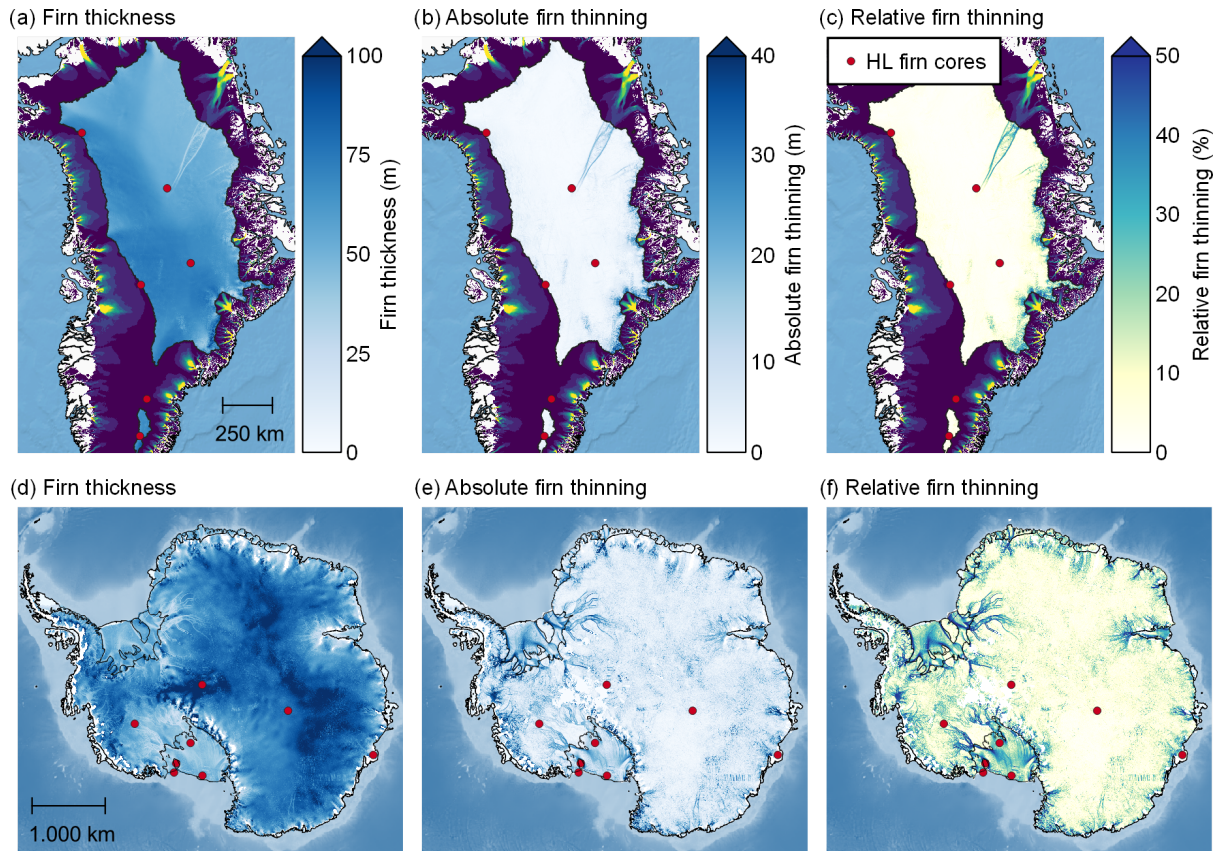 (a) Firn thickness
(b) Absolute firn thinning
(c) Relative firn thinning
HL firn cores
100
75
50
25
0
Firn thickness (m)
40
30
20
10
0
Absolute firn thinning (m)
50
40
30
20
10
0
Relative firn thinning (%)
250 km
(d) Firn thickness
(e) Absolute firn thinning
(f) Relative firn thinning
1.000 km